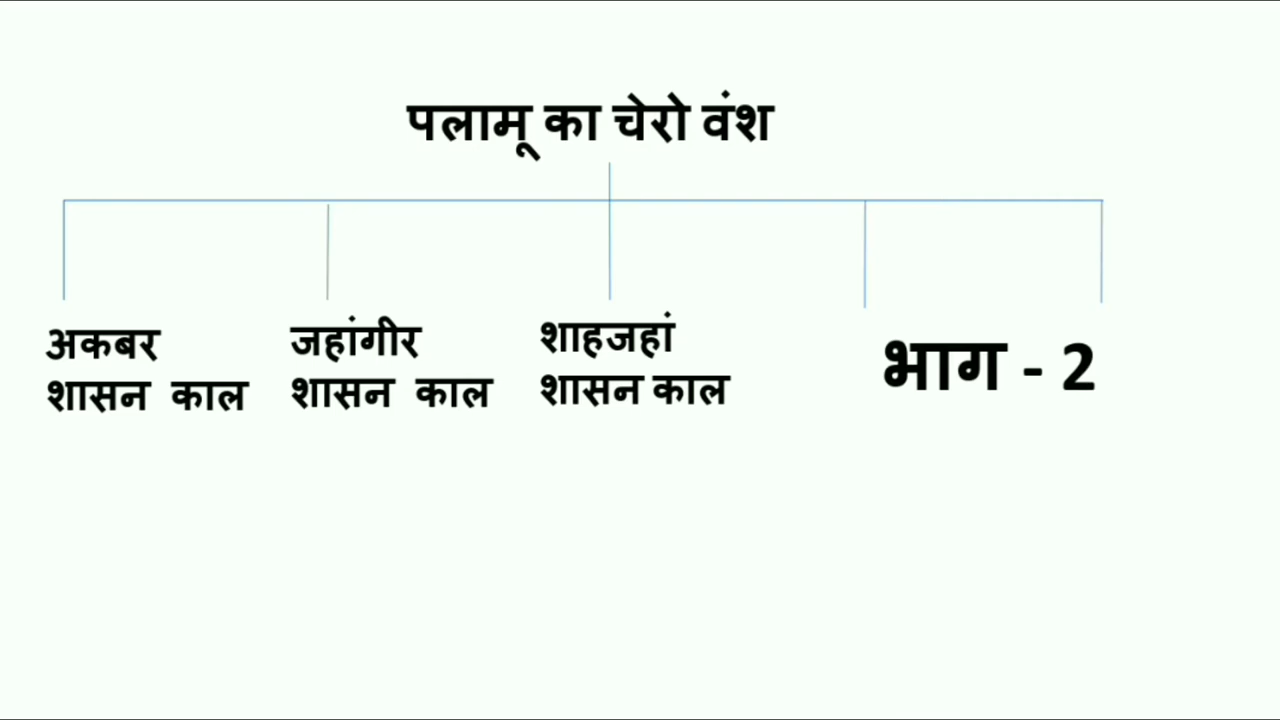 पलामू का चेरो वंश
अकबर
शासन काल
जहांगीर
शासन काल
शाहजहां
शासन काल
भाग - 2